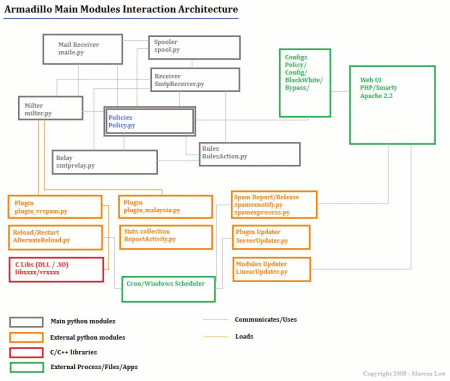 Armadillo Main Modules Interaction Architecture
Mail Receiver
maile.py
Spooler
spool.py
Receiver
SmtpReceiver.py
Configs
Policy/
Config/
BlackWhite/
Bypass/
Web UI
PHP/Smarty
Apache 2.2
Milter
milter.py
Policies
Policy.py
Relay
smtprelay.py
Rules
RulesAction.py
Plugin
plugin_vrspam.py
Plugin
plugin_malaysia.py
Spam Report/Release
spamexnotify.py
spamexprocess.py
Reload/Restart
AlternateReload.py
Stats collection
ReportActivity.py
Plugin Updater
ServerUpdater.py
C Libs (DLL / .SO)
libxxx/vrxxxx
Modules Updater
LinearUpdater.py
Cron/Windows Scheduler
Main python modules
Communicates/Uses
External python modules
Loads
C/C++ libraries
External Process/Files/Apps
Copyright 2008 - Marcus Low